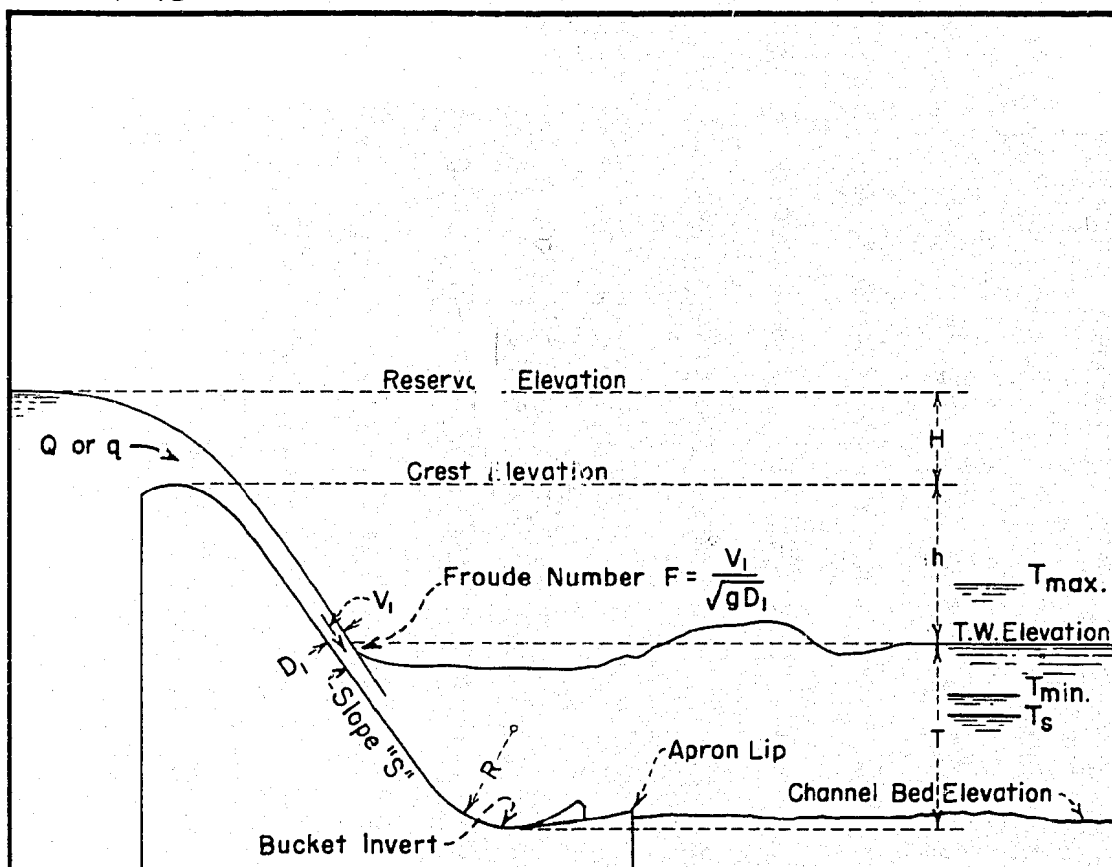 Reserv Elevation
H
Q or q
Crest Elevation
h
Froude Number F = V₁ / √gD₁
Tmax.
V₁
T.W. Elevation
D₁
Tmin.
Slope "S"
Ts
T
R
Apron Lip
Channel Bed Elevation
Bucket Invert